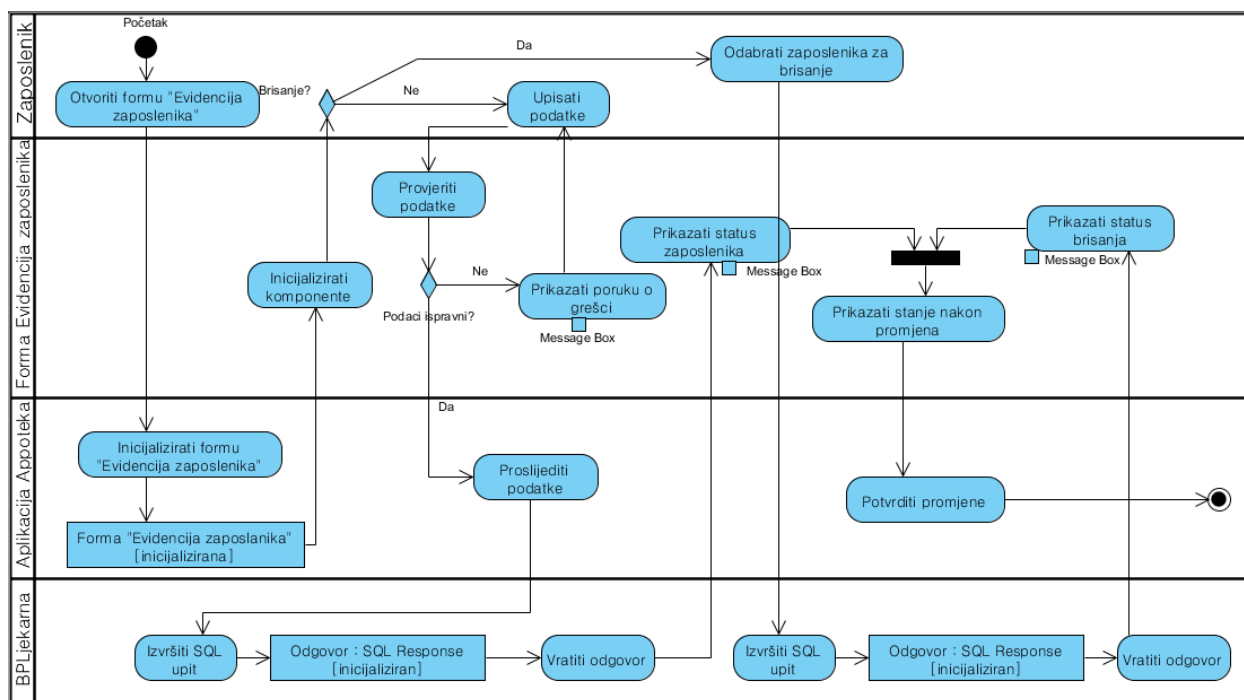 Zaposlenik
Početak
Otvoriti formu "Evidencija
zaposlenika"
Brisanje?
Da
Ne
Upisati
podatke
Odabrati zaposlenika za
brisanje
Forma Evidencija zaposlenika
Provjeriti
podatke
Inicijalizirati
komponente
Podaci ispravni?
Ne
Prikazati poruku o
grešci
Message Box
Prikazati status
zaposlenika
Message Box
Prikazati status
brisanja
Message Box
Prikazati stanje nakon
promjena
Aplikacija Appoteka
Da
Inicijalizirati formu
"Evidencija zaposlenika"
Forma "Evidencija zaposlanika"
[inicijalizirana]
Proslijediti
podatke
Potvrditi promjene
BPLjekarna
Izvršiti SQL
upit
Odgovor : SQL Response
[inicijaliziran]
Vratiti odgovor
Izvršiti SQL
upit
Odgovor : SQL Response
[inicijaliziran]
Vratiti odgovor